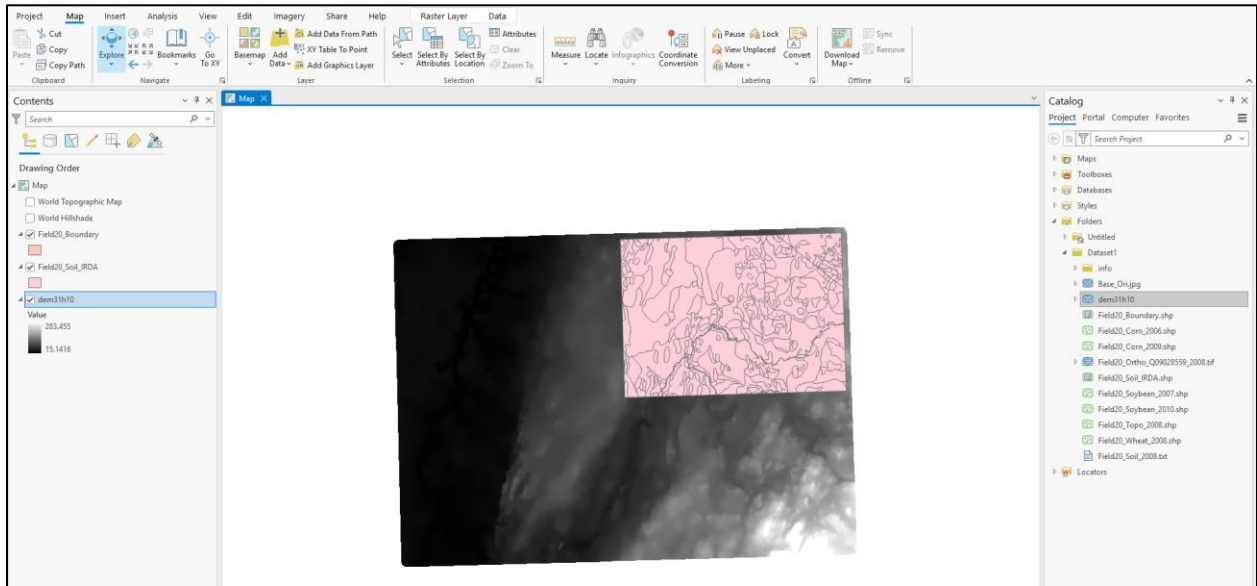 Project Map Insert Analysis View Edit Imagery Share Help Raster Layer Data
Paste
Cut
Copy
Copy Path
Clipboard
Explore
Bookmarks
Go To XY
Navigate
Basemap
Add Data
Add Data From Path
XY Table To Point
Add Graphics Layer
Layer
Select
Select By Attributes
Select By Location
Attributes
Clear
Zoom To
Selection
Measure
Locate
Infographics
Coordinate Conversion
Inquiry
Pause
Lock
View Unplaced
More
Convert
Labeling
Download Map
Sync
Remove
Offline
Contents
Search
Drawing Order
Map
World Topographic Map
World Hillshade
Field20_Boundary
Field20_Soil_IRDA
dem31h10
Value
283.455
15.1416
Map
Catalog
Project Portal Computer Favorites
Search Project
Maps
Toolboxes
Databases
Styles
Folders
Untitled
Dataset1
info
Base_Ori.jpg
dem31h10
Field20_Boundary.shp
Field20_Corn_2006.shp
Field20_Corn_2009.shp
Field20_Ortho_Q09028559_2008.tif
Field20_Soil_IRDA.shp
Field20_Soybean_2007.shp
Field20_Soybean_2010.shp
Field20_Topo_2008.shp
Field20_Wheat_2008.shp
Field20_Soil_2008.txt
Locators